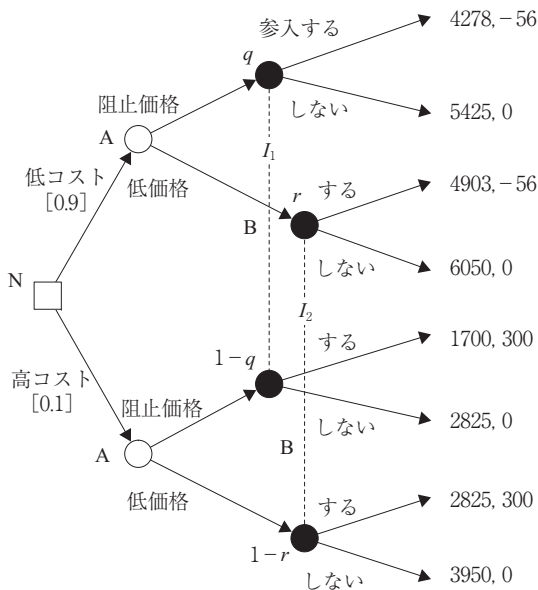 参入する
4278, −56
q
阻止価格
しない
5425, 0
A
I₁
低コスト
[0.9]
低価格
r
する
4903, −56
B
しない
6050, 0
N
I₂
1−q
する
1700, 300
高コスト
[0.1]
阻止価格
しない
2825, 0
A
B
低価格
する
2825, 300
1−r
しない
3950, 0